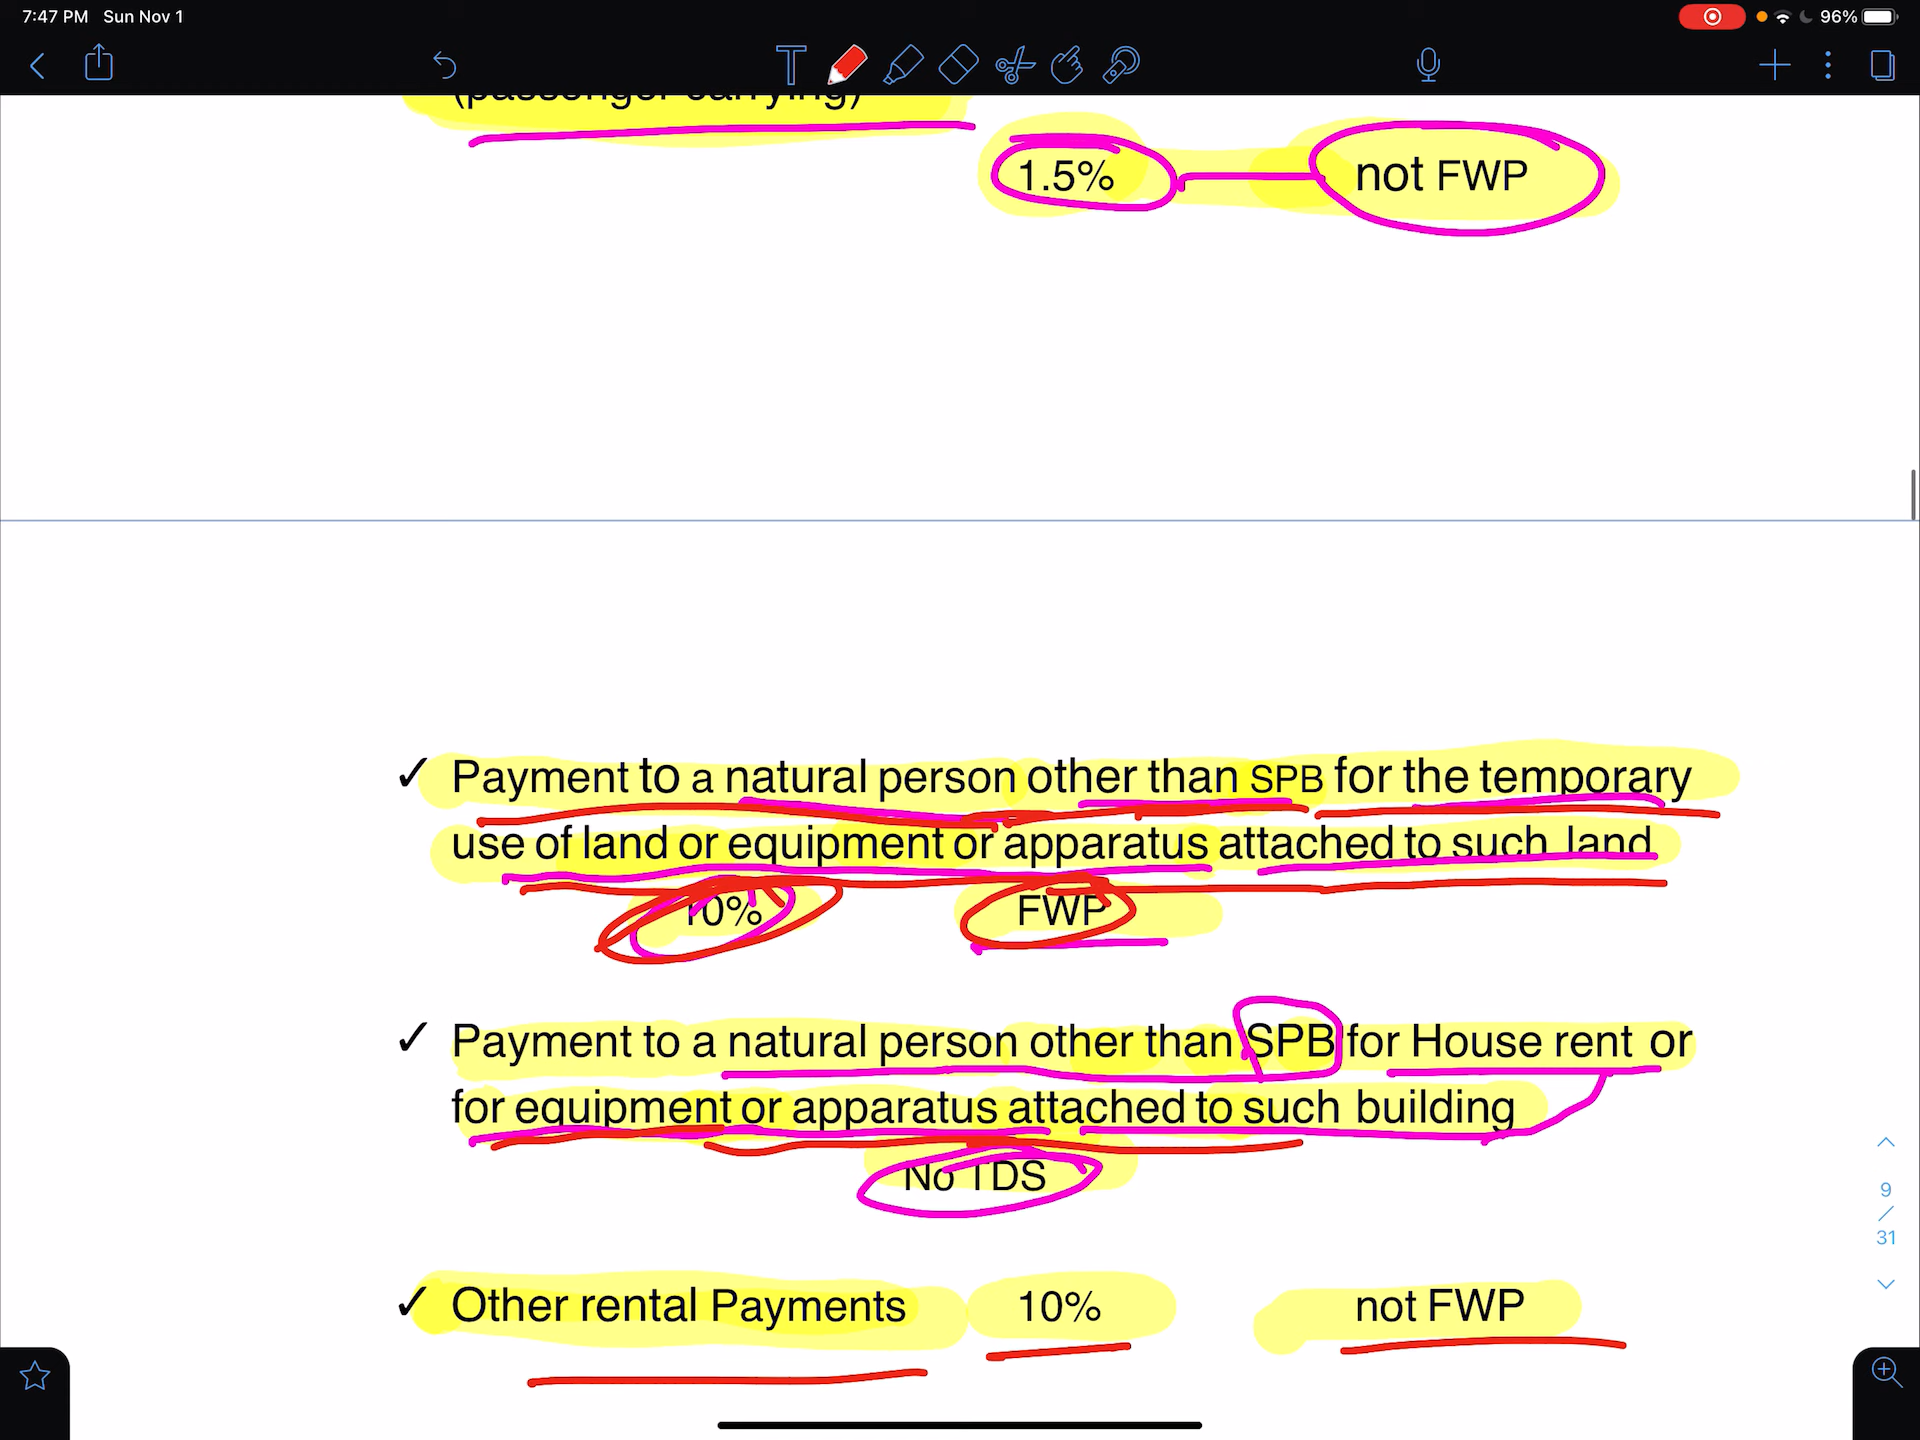 7:47 PM Sun Nov 1
96%
(passenger carrying)
1.5% not FWP
✓ Payment to a natural person other than SPB for the temporary
use of land or equipment or apparatus attached to such land
10% FWP
✓ Payment to a natural person other than SPB for House rent or
for equipment or apparatus attached to such building
No TDS
✓ Other rental Payments 10% not FWP
9
/
31